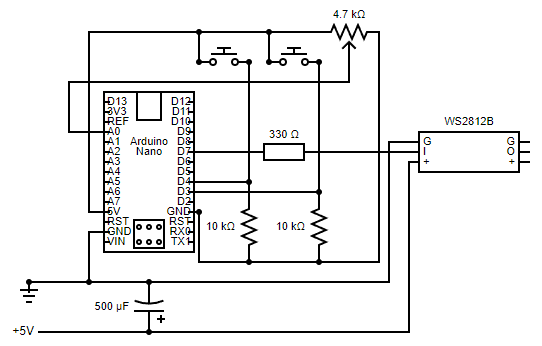 4.7 kΩ
D13 D12
3V3 D11
REF D10
A0 Arduino D9
A1 Nano D8
A2 D7
A3 D6
A4 D5
A5 D4
A6 D3
A7 D2
5V GND
RST RST
GND RX0
VIN TX1
330 Ω
WS2812B
G G
I O
+ +
10 kΩ
10 kΩ
500 µF
+
+5V